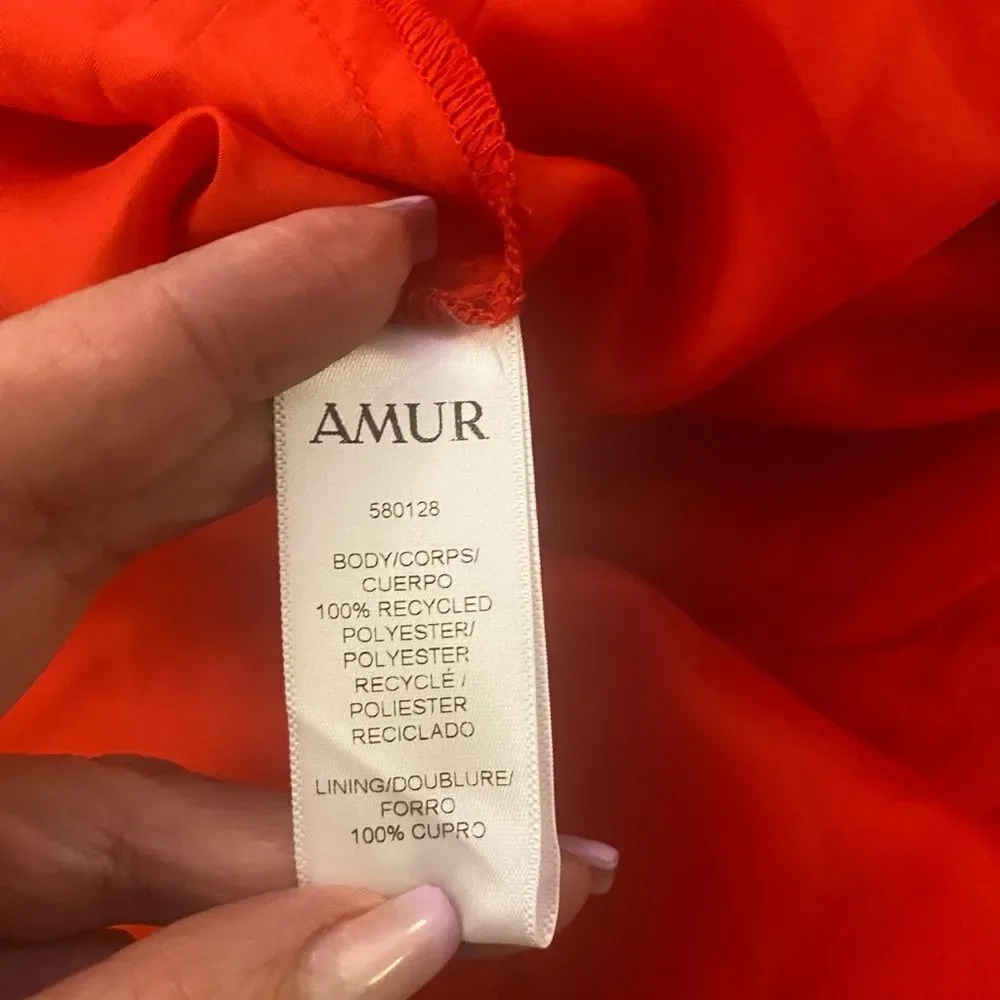 AMUR
580128
BODY/CORPS/
CUERPO
100% RECYCLED
POLYESTER/
POLYESTER
RECYCLÉ /
POLIESTER
RECICLADO
LINING/DOUBLURE/
FORRO
100% CUPRO